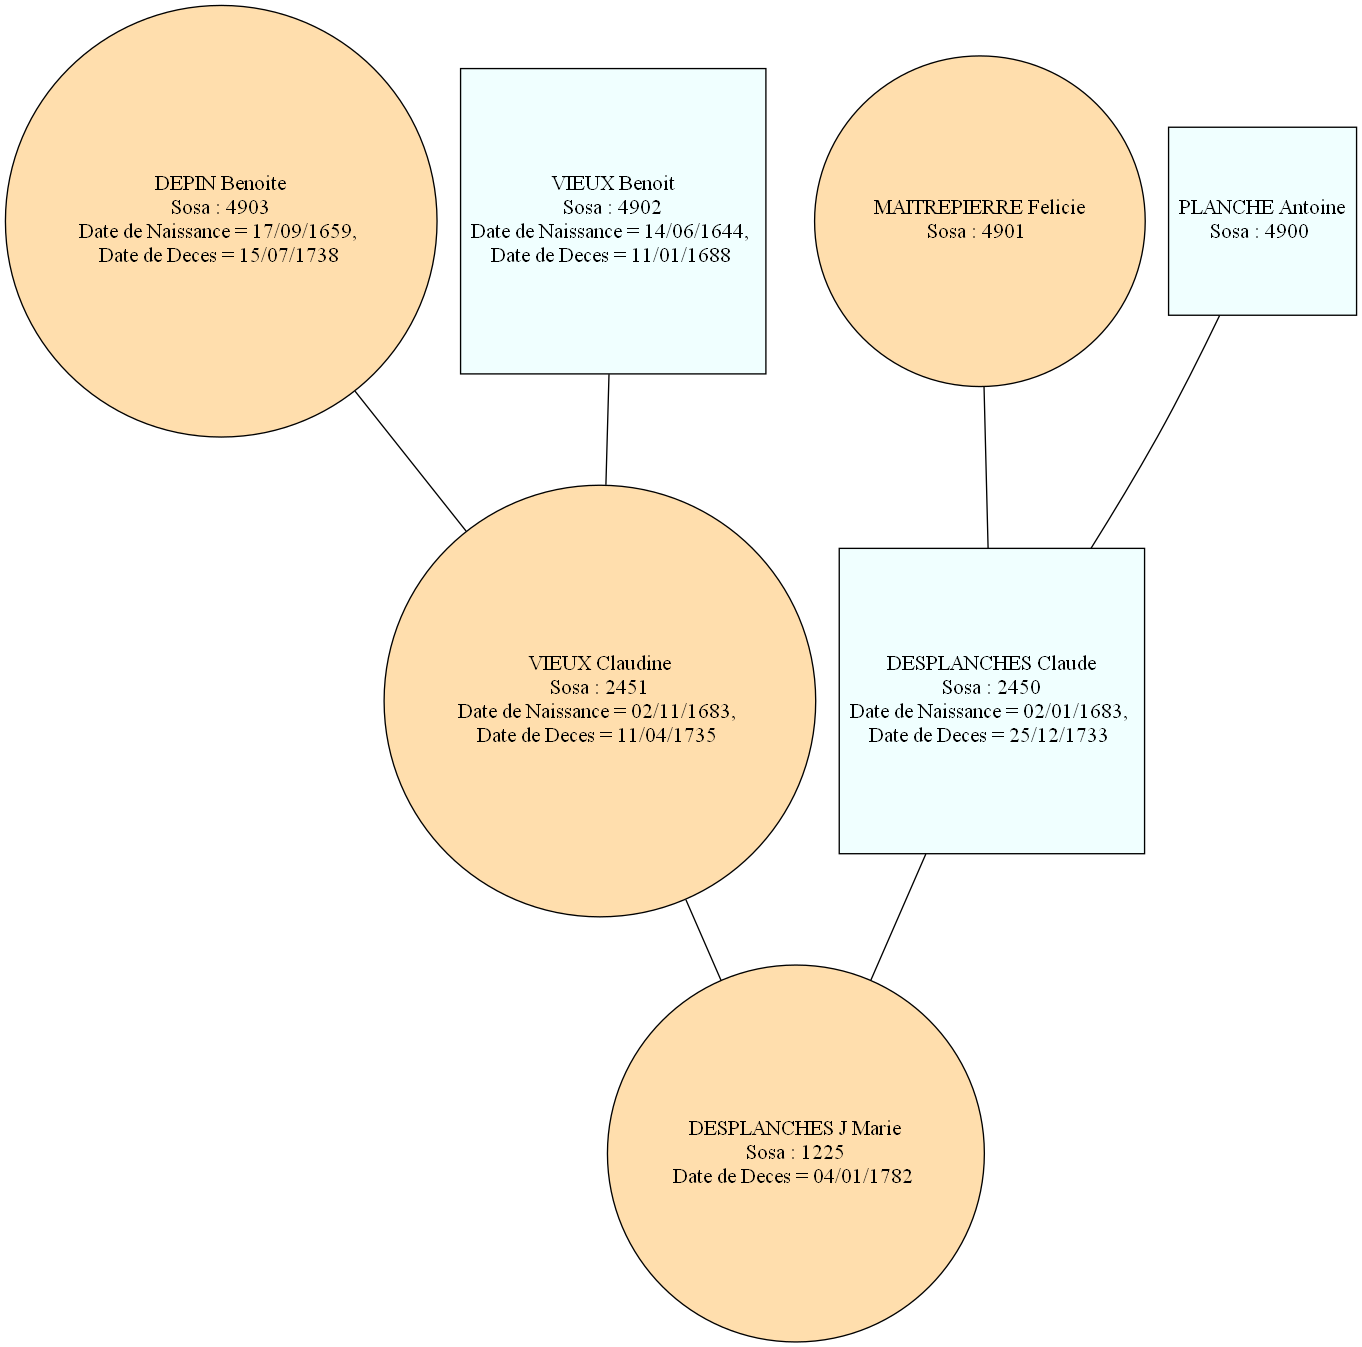 DEPIN Benoite
Sosa : 4903
Date de Naissance = 17/09/1659,
Date de Deces = 15/07/1738
VIEUX Benoit
Sosa : 4902
Date de Naissance = 14/06/1644,
Date de Deces = 11/01/1688
MAITREPIERRE Felicie
Sosa : 4901
PLANCHE Antoine
Sosa : 4900
VIEUX Claudine
Sosa : 2451
Date de Naissance = 02/11/1683,
Date de Deces = 11/04/1735
DESPLANCHES Claude
Sosa : 2450
Date de Naissance = 02/01/1683,
Date de Deces = 25/12/1733
DESPLANCHES J Marie
Sosa : 1225
Date de Deces = 04/01/1782